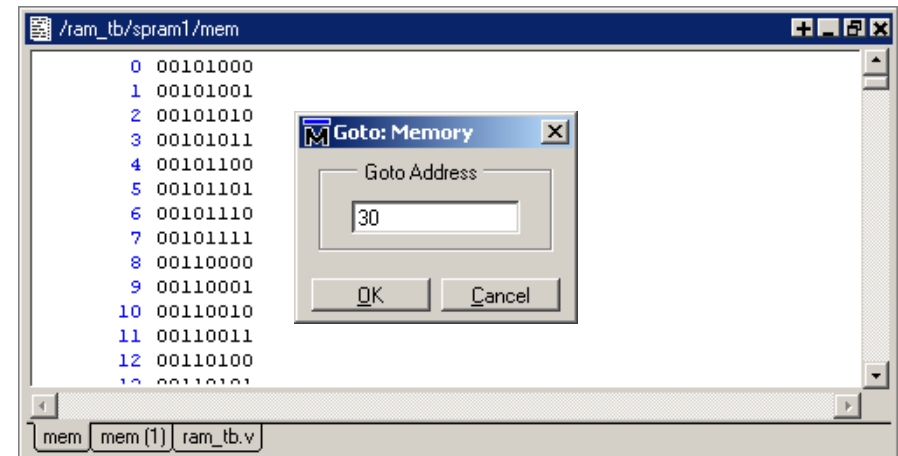 /ram_tb/spram1/mem
0 00101000
1 00101001
2 00101010
3 00101011
4 00101100
5 00101101
6 00101110
7 00101111
8 00110000
9 00110001
10 00110010
11 00110011
12 00110100
13 00110101
Goto: Memory
Goto Address
30
OK
Cancel
mem
mem (1)
ram_tb.v